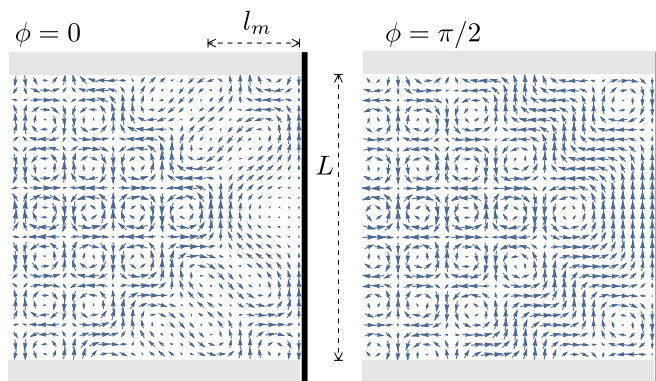 ϕ = 0
l_m
ϕ = π/2
L